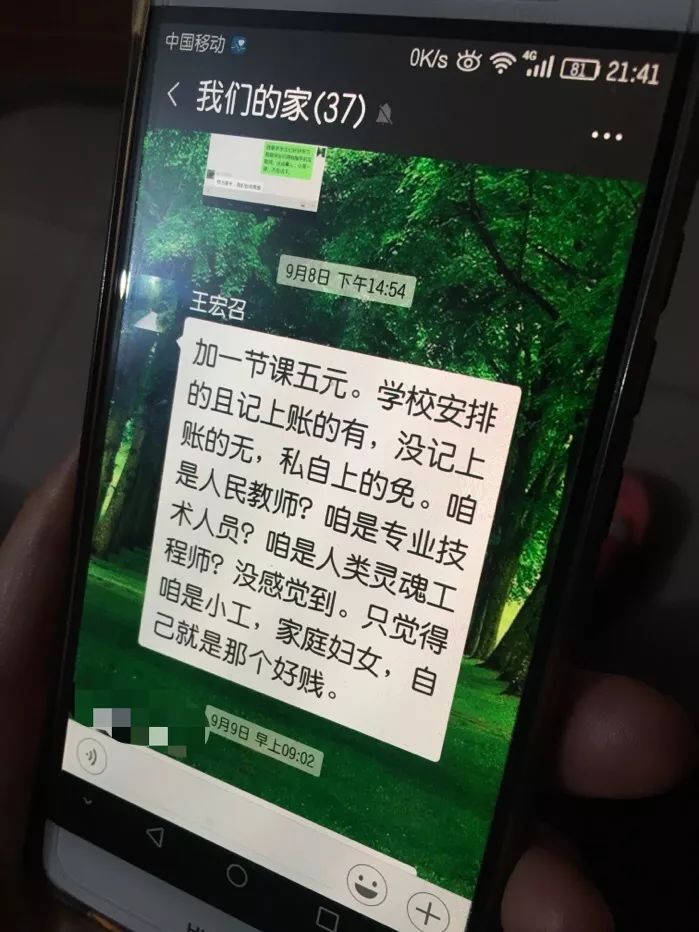 中国移动
0K/s 4G 81 21:41
我们的家(37)
9月8日 下午14:54
王宏召
加一节课五元。学校安排
的且记上账的有，没记上
账的无，私自上的免。咱
是人民教师？咱是专业技
术人员？咱是人类灵魂工
程师？没感觉到。只觉得
咱是小工，家庭妇女，自
己就是那个好贱。
9月9日 早上09:02